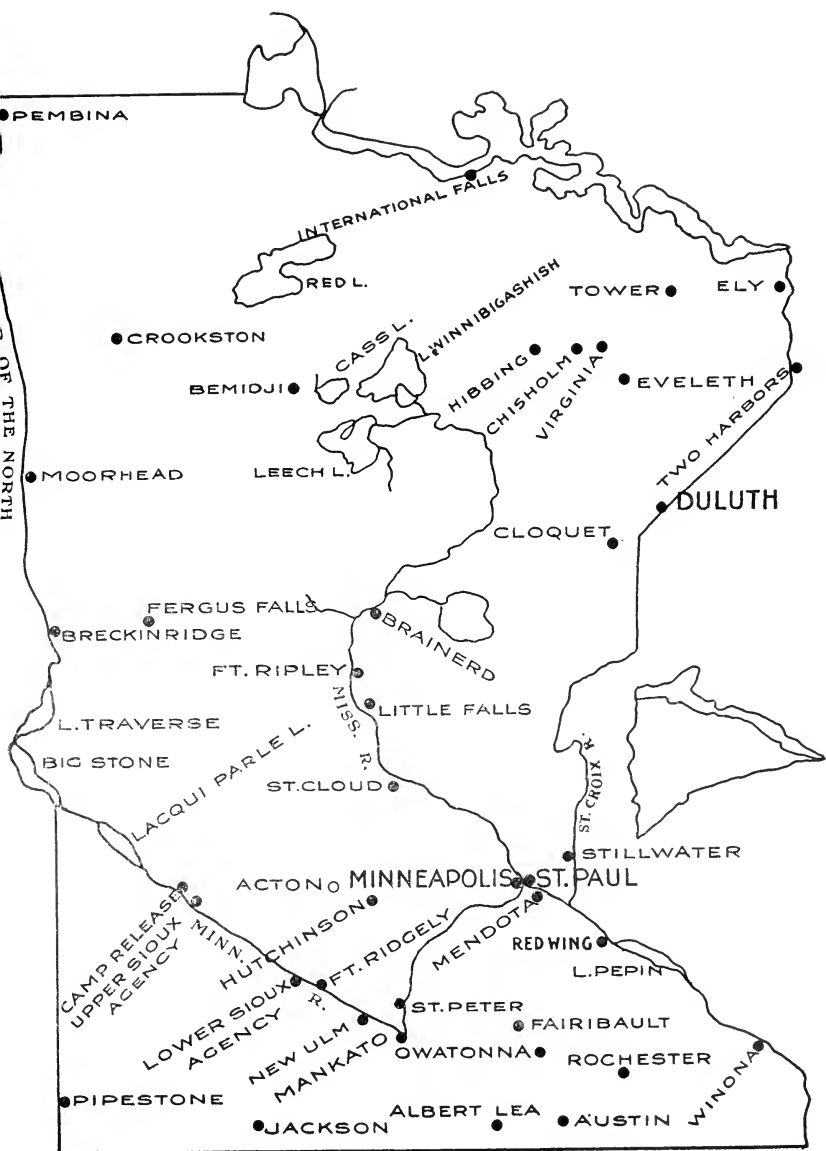 PEMBINA
INTERNATIONAL FALLS
RED L.
TOWER
ELY
CROOKSTON
CASS L.
L. WINNIBIGASHISH
BEMIDJI
HIBBING
CHISHOLM
VIRGINIA
EVELETH
TWO HARBORS
OF THE NORTH
MOORHEAD
LEECH L.
DULUTH
CLOQUET
FERGUS FALLS
BRECKINRIDGE
BRAINERD
FT. RIPLEY
MISS. R.
LITTLE FALLS
L. TRAVERSE
BIG STONE
LACQUI PARLE L.
ST. CLOUD
ST. CROIX R.
STILLWATER
ACTON
MINNEAPOLIS
ST. PAUL
CAMP RELEASE
UPPER SIOUX
AGENCY
MINN.
R.
HUTCHINSON
FT. RIDGELY
MENDOTA
RED WING
L. PEPIN
LOWER SIOUX
AGENCY
NEW ULM
MANKATO
ST. PETER
FAIRIBAULT
OWATONNA
ROCHESTER
WINONA
PIPESTONE
JACKSON
ALBERT LEA
AUSTIN